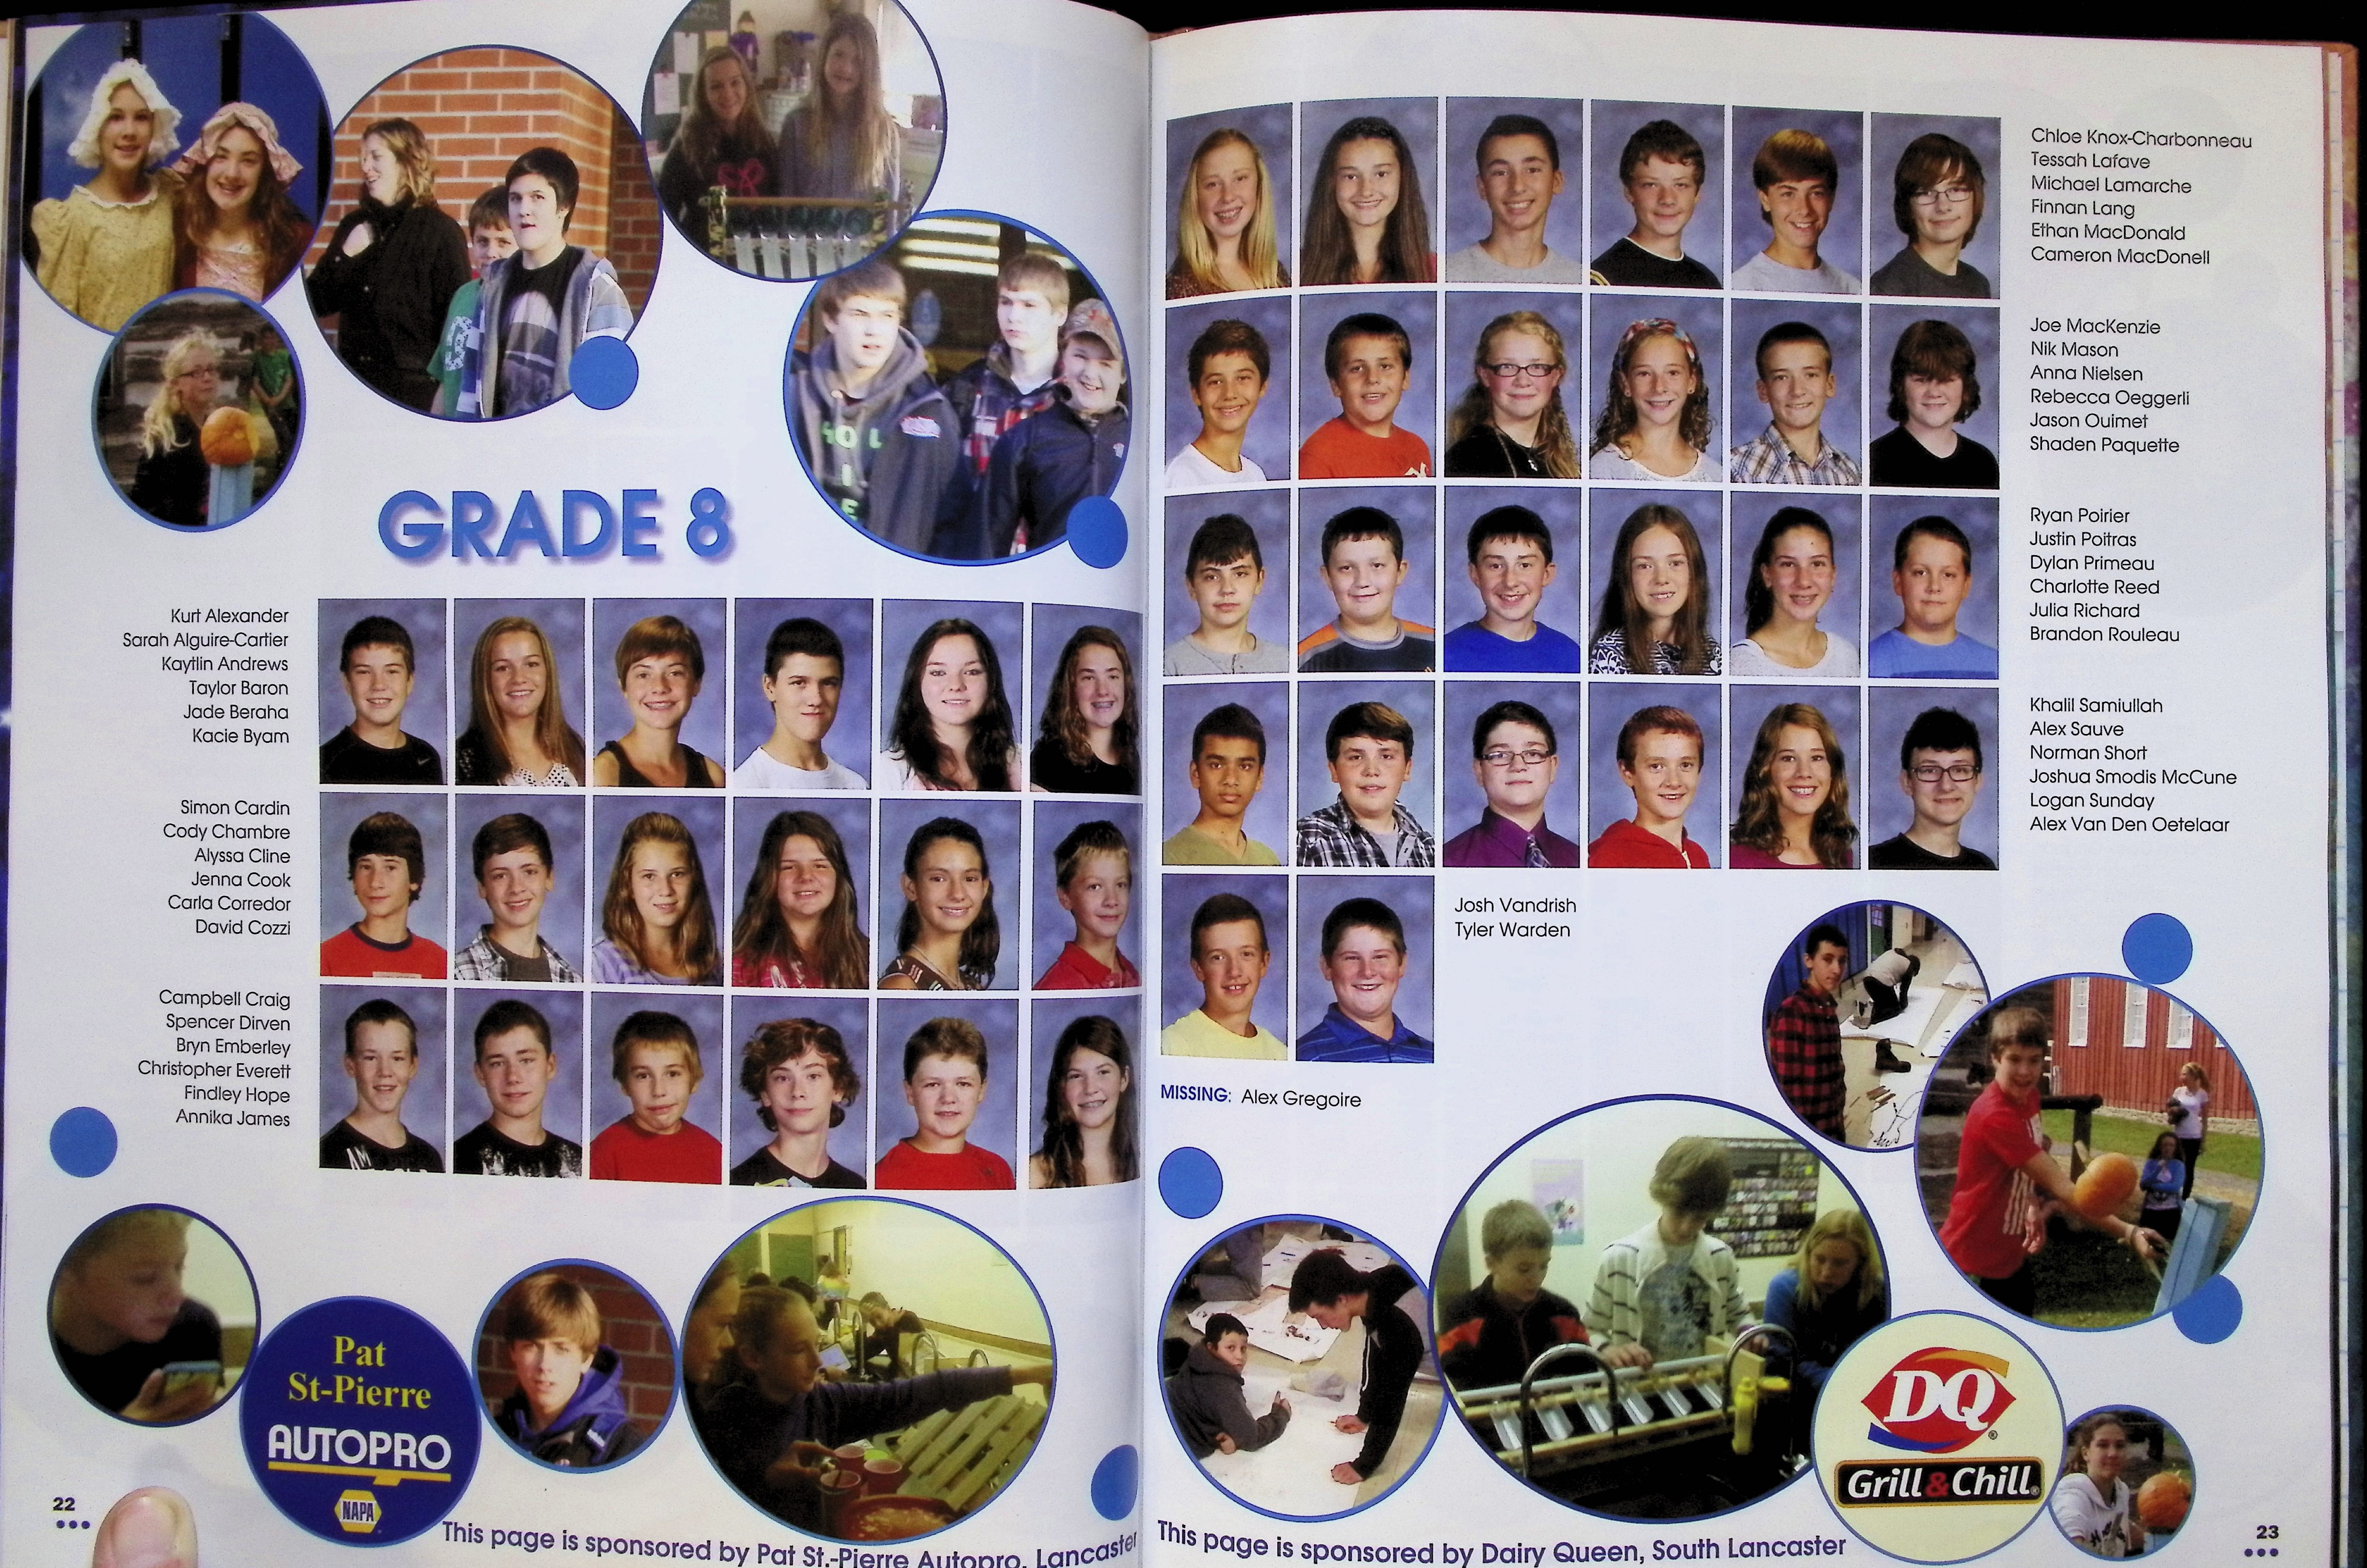 GRADE 8
Kurt Alexander
Sarah Alguire-Cartier
Kaytlin Andrews
Taylor Baron
Jade Beraha
Kacie Byam
Simon Cardin
Cody Chambre
Alyssa Cline
Jenna Cook
Carla Corredor
David Cozzi
Campbell Craig
Spencer Dirven
Bryn Emberley
Christopher Everett
Findley Hope
Annika James
Pat
St-Pierre
AUTOPRO
NAPA
22
This page is sponsored by Pat St.-Pierre Autopro, Lancaster
Chloe Knox-Charbonneau
Tessah Lafave
Michael Lamarche
Finnan Lang
Ethan MacDonald
Cameron MacDonell
Joe MacKenzie
Nik Mason
Anna Nielsen
Rebecca Oeggerli
Jason Ouimet
Shaden Paquette
Ryan Poirier
Justin Poitras
Dylan Primeau
Charlotte Reed
Julia Richard
Brandon Rouleau
Khalil Samiullah
Alex Sauve
Norman Short
Joshua Smodis McCune
Logan Sunday
Alex Van Den Oetelaar
Josh Vandrish
Tyler Warden
MISSING: Alex Gregoire
DQ®
Grill & Chill®
This page is sponsored by Dairy Queen, South Lancaster
23